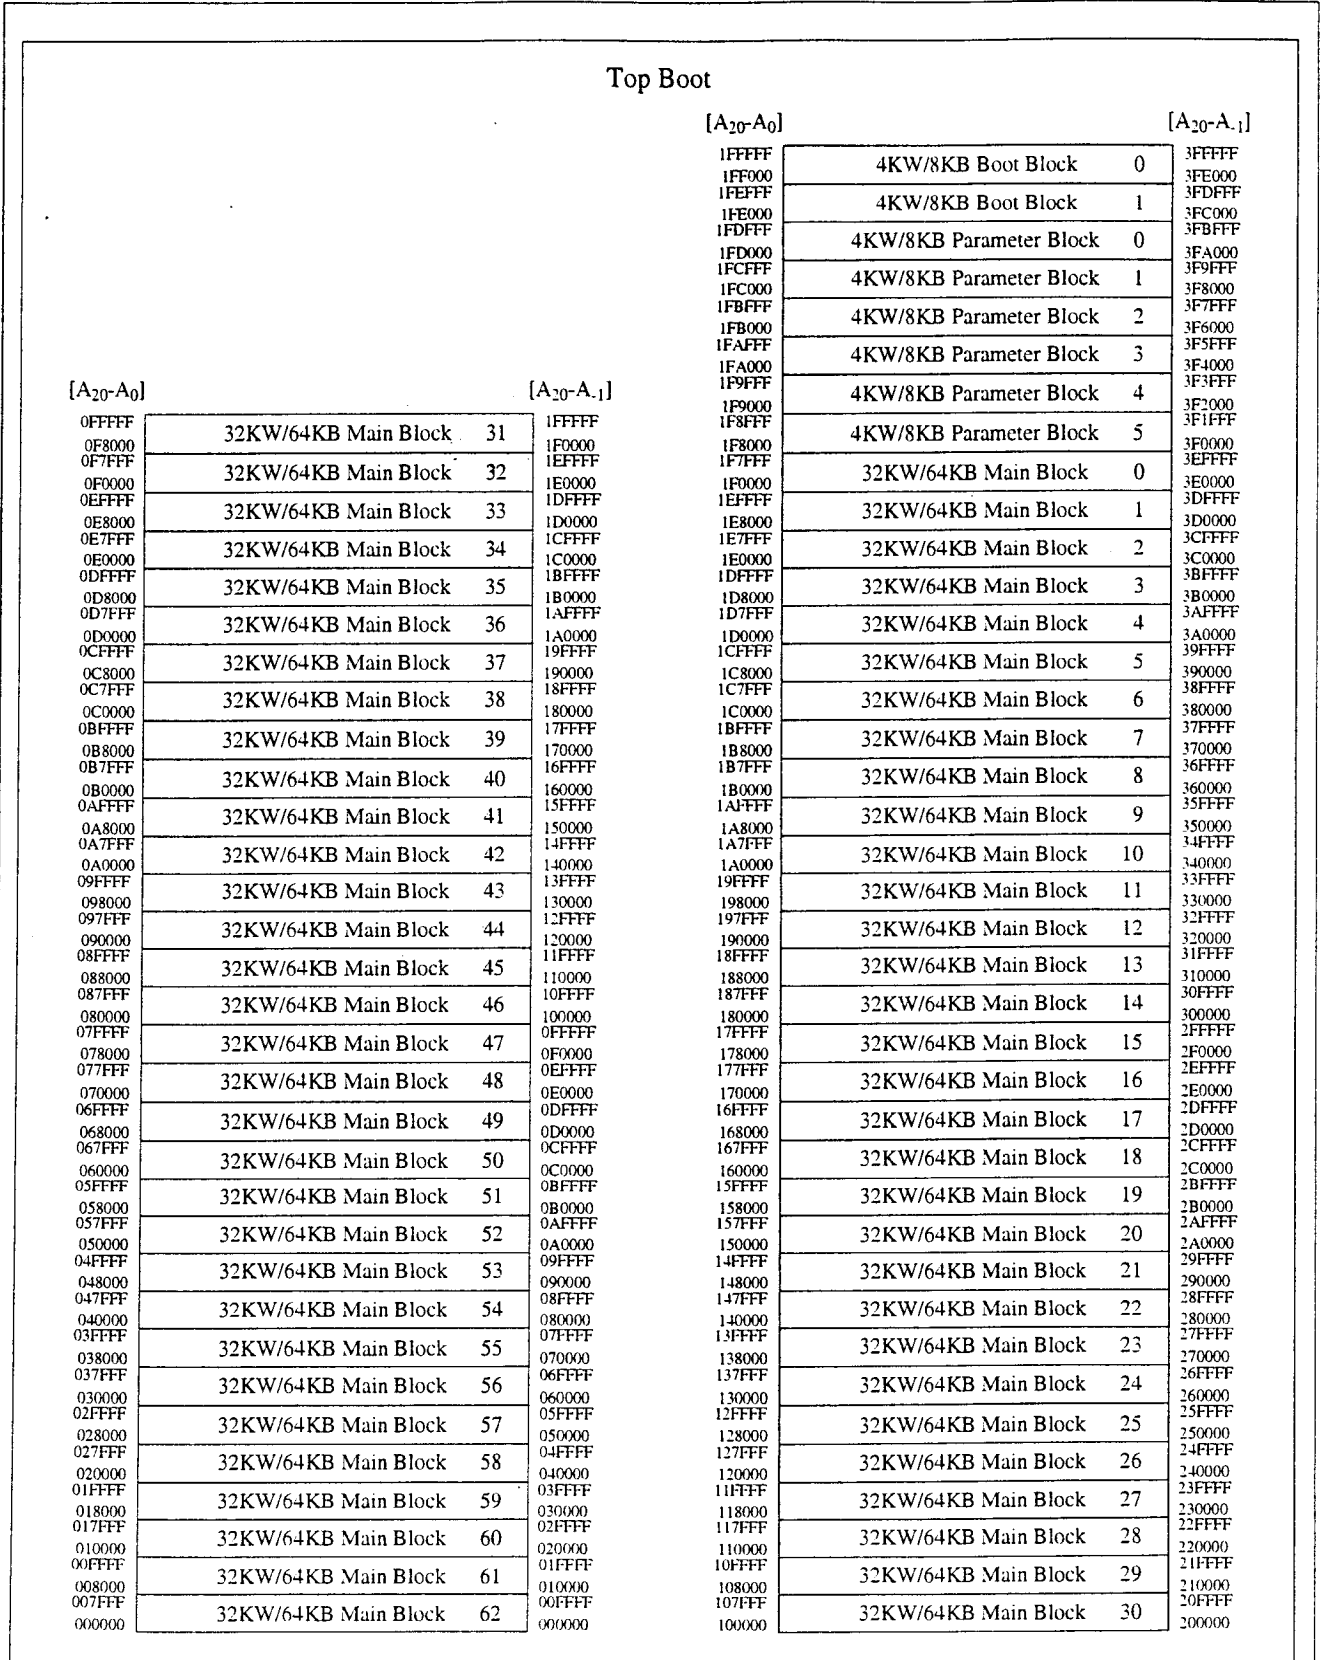 Top Boot
[A20-A0] [A20-A-1]
1FFFFF 4KW/8KB Boot Block 0 3FFFFF
1FF000 3FE000
1FEFFF 4KW/8KB Boot Block 1 3FDFFF
1FE000 3FC000
1FDFFF 4KW/8KB Parameter Block 0 3FBFFF
1FD000 3FA000
1FCFFF 4KW/8KB Parameter Block 1 3F9FFF
1FC000 3F8000
1FBFFF 4KW/8KB Parameter Block 2 3F7FFF
1FB000 3F6000
1FAFFF 4KW/8KB Parameter Block 3 3F5FFF
1FA000 3F4000
1F9FFF 4KW/8KB Parameter Block 4 3F3FFF
1F9000 3F2000
1F8FFF 4KW/8KB Parameter Block 5 3F1FFF
1F8000 3F0000
1F7FFF 32KW/64KB Main Block 0 3EFFFF
1F0000 3E0000
1EFFFF 32KW/64KB Main Block 1 3DFFFF
1E8000 3D0000
1E7FFF 32KW/64KB Main Block 2 3CFFFF
1E0000 3C0000
1DFFFF 32KW/64KB Main Block 3 3BFFFF
1D8000 3B0000
1D7FFF 32KW/64KB Main Block 4 3AFFFF
1D0000 3A0000
1CFFFF 32KW/64KB Main Block 5 39FFFF
1C8000 390000
1C7FFF 32KW/64KB Main Block 6 38FFFF
1C0000 380000
1BFFFF 32KW/64KB Main Block 7 37FFFF
1B8000 370000
1B7FFF 32KW/64KB Main Block 8 36FFFF
1B0000 360000
1AFFFF 32KW/64KB Main Block 9 35FFFF
1A8000 350000
1A7FFF 32KW/64KB Main Block 10 34FFFF
1A0000 340000
19FFFF 32KW/64KB Main Block 11 33FFFF
198000 330000
197FFF 32KW/64KB Main Block 12 32FFFF
190000 320000
18FFFF 32KW/64KB Main Block 13 31FFFF
188000 310000
187FFF 32KW/64KB Main Block 14 30FFFF
180000 300000
17FFFF 32KW/64KB Main Block 15 2FFFFF
178000 2F0000
177FFF 32KW/64KB Main Block 16 2EFFFF
170000 2E0000
16FFFF 32KW/64KB Main Block 17 2DFFFF
168000 2D0000
167FFF 32KW/64KB Main Block 18 2CFFFF
160000 2C0000
15FFFF 32KW/64KB Main Block 19 2BFFFF
158000 2B0000
157FFF 32KW/64KB Main Block 20 2AFFFF
150000 2A0000
14FFFF 32KW/64KB Main Block 21 29FFFF
148000 290000
147FFF 32KW/64KB Main Block 22 28FFFF
140000 280000
13FFFF 32KW/64KB Main Block 23 27FFFF
138000 270000
137FFF 32KW/64KB Main Block 24 26FFFF
130000 260000
12FFFF 32KW/64KB Main Block 25 25FFFF
128000 250000
127FFF 32KW/64KB Main Block 26 24FFFF
120000 240000
11FFFF 32KW/64KB Main Block 27 23FFFF
118000 230000
117FFF 32KW/64KB Main Block 28 22FFFF
110000 220000
10FFFF 32KW/64KB Main Block 29 21FFFF
108000 210000
107FFF 32KW/64KB Main Block 30 20FFFF
100000 200000
[A20-A0] [A20-A-1]
0FFFFF 32KW/64KB Main Block 31 1FFFFF
0F8000 1F0000
0F7FFF 32KW/64KB Main Block 32 1EFFFF
0F0000 1E0000
0EFFFF 32KW/64KB Main Block 33 1DFFFF
0E8000 1D0000
0E7FFF 32KW/64KB Main Block 34 1CFFFF
0E0000 1C0000
0DFFFF 32KW/64KB Main Block 35 1BFFFF
0D8000 1B0000
0D7FFF 32KW/64KB Main Block 36 1AFFFF
0D0000 1A0000
0CFFFF 32KW/64KB Main Block 37 19FFFF
0C8000 190000
0C7FFF 32KW/64KB Main Block 38 18FFFF
0C0000 180000
0BFFFF 32KW/64KB Main Block 39 17FFFF
0B8000 170000
0B7FFF 32KW/64KB Main Block 40 16FFFF
0B0000 160000
0AFFFF 32KW/64KB Main Block 41 15FFFF
0A8000 150000
0A7FFF 32KW/64KB Main Block 42 14FFFF
0A0000 140000
09FFFF 32KW/64KB Main Block 43 13FFFF
098000 130000
097FFF 32KW/64KB Main Block 44 12FFFF
090000 120000
08FFFF 32KW/64KB Main Block 45 11FFFF
088000 110000
087FFF 32KW/64KB Main Block 46 10FFFF
080000 100000
07FFFF 32KW/64KB Main Block 47 0FFFFF
078000 0F0000
077FFF 32KW/64KB Main Block 48 0EFFFF
070000 0E0000
06FFFF 32KW/64KB Main Block 49 0DFFFF
068000 0D0000
067FFF 32KW/64KB Main Block 50 0CFFFF
060000 0C0000
05FFFF 32KW/64KB Main Block 51 0BFFFF
058000 0B0000
057FFF 32KW/64KB Main Block 52 0AFFFF
050000 0A0000
04FFFF 32KW/64KB Main Block 53 09FFFF
048000 090000
047FFF 32KW/64KB Main Block 54 08FFFF
040000 080000
03FFFF 32KW/64KB Main Block 55 07FFFF
038000 070000
037FFF 32KW/64KB Main Block 56 06FFFF
030000 060000
02FFFF 32KW/64KB Main Block 57 05FFFF
028000 050000
027FFF 32KW/64KB Main Block 58 04FFFF
020000 040000
01FFFF 32KW/64KB Main Block 59 03FFFF
018000 030000
017FFF 32KW/64KB Main Block 60 02FFFF
010000 020000
00FFFF 32KW/64KB Main Block 61 01FFFF
008000 010000
007FFF 32KW/64KB Main Block 62 00FFFF
000000 000000